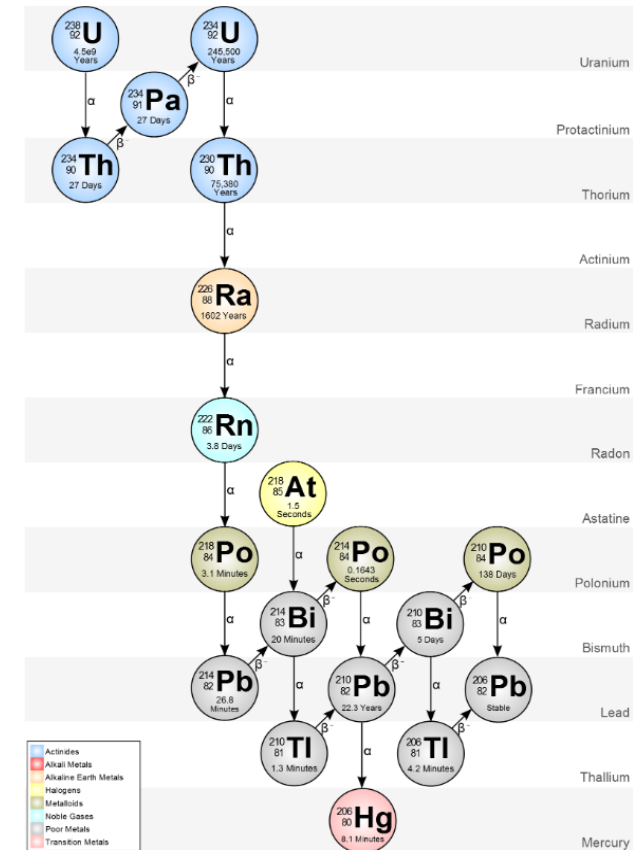 238
92
U
4.5e9
Years
α
234
92
U
245,500
Years
α
Uranium
β⁻
234
91
Pa
27 Days
Protactinium
β⁻
234
90
Th
27 Days
230
90
Th
75,380
Years
Thorium
α
Actinium
226
88
Ra
1602 Years
Radium
α
Francium
222
86
Rn
3.8 Days
Radon
α
218
85
At
1.5
Seconds
Astatine
α
218
84
Po
3.1 Minutes
214
84
Po
0.1643
Seconds
210
84
Po
138 Days
Polonium
α
β⁻
α
β⁻
α
214
83
Bi
20 Minutes
210
83
Bi
5 Days
Bismuth
β⁻
α
β⁻
α
214
82
Pb
26.8
Minutes
210
82
Pb
22.3 Years
206
82
Pb
Stable
Lead
β⁻
α
β⁻
210
81
Tl
1.3 Minutes
206
81
Tl
4.2 Minutes
Thallium
206
80
Hg
8.1 Minutes
Mercury
Actinides
Alkali Metals
Alkaline Earth Metals
Halogens
Metalloids
Noble Gases
Poor Metals
Transition Metals